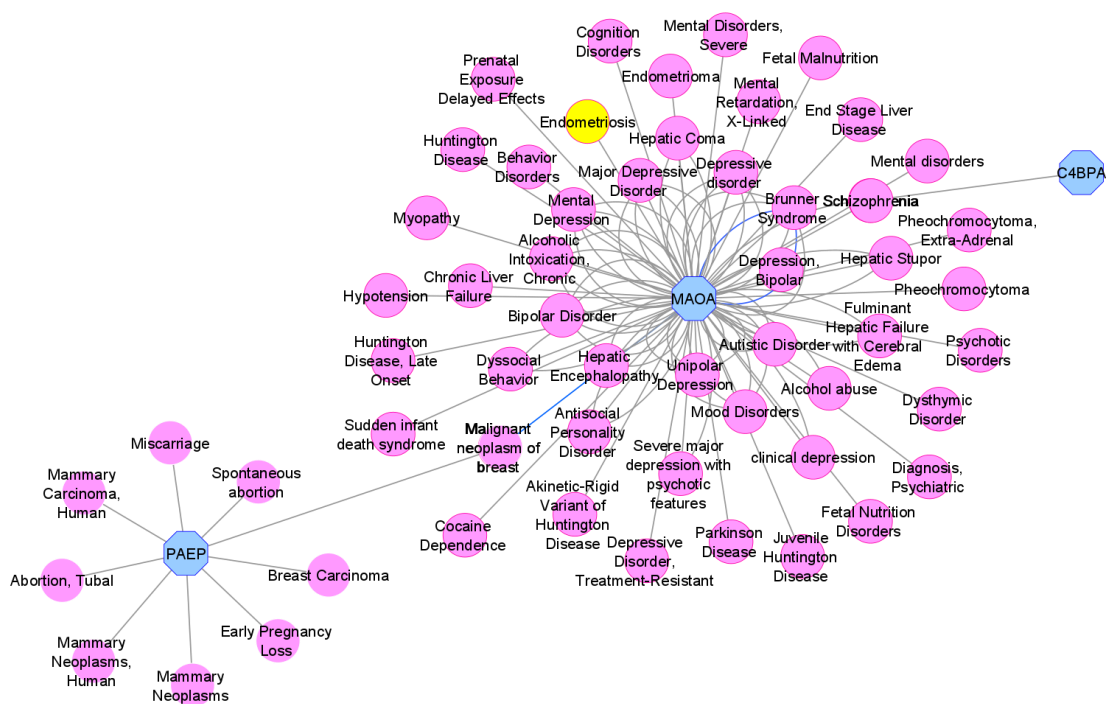 Cognition
Disorders
Mental Disorders,
Severe
Prenatal
Exposure
Delayed Effects
Endometrioma
Fetal Malnutrition
Mental
Retardation,
X-Linked
Endometriosis
Hepatic Coma
End Stage Liver
Disease
Huntington
Disease
Behavior
Disorders
Major Depressive
Disorder
Depressive
disorder
Mental disorders
C4BPA
Myopathy
Mental
Depression
Brunner
Syndrome
Schizophrenia
Pheochromocytoma,
Extra-Adrenal
Alcoholic
Intoxication,
Chronic
Depression,
Bipolar
Hepatic Stupor
Chronic Liver
Failure
Hypotension
MAOA
Pheochromocytoma
Bipolar Disorder
Fulminant
Hepatic Failure
with Cerebral
Edema
Huntington
Disease, Late
Onset
Dyssocial
Behavior
Hepatic
Encephalopathy
Unipolar
Depression
Autistic Disorder
Psychotic
Disorders
Alcohol abuse
Dysthymic
Disorder
Sudden infant
death syndrome
Malignant
neoplasm of
breast
Antisocial
Personality
Disorder
Mood Disorders
Miscarriage
Severe major
depression with
psychotic
features
clinical depression
Diagnosis,
Psychiatric
Mammary
Carcinoma,
Human
Spontaneous
abortion
Akinetic-Rigid
Variant of
Huntington
Disease
Cocaine
Dependence
Fetal Nutrition
Disorders
Parkinson
Disease
Juvenile
Huntington
Disease
Depressive
Disorder,
Treatment-Resistant
PAEP
Abortion, Tubal
Breast Carcinoma
Early Pregnancy
Loss
Mammary
Neoplasms,
Human
Mammary
Neoplasms